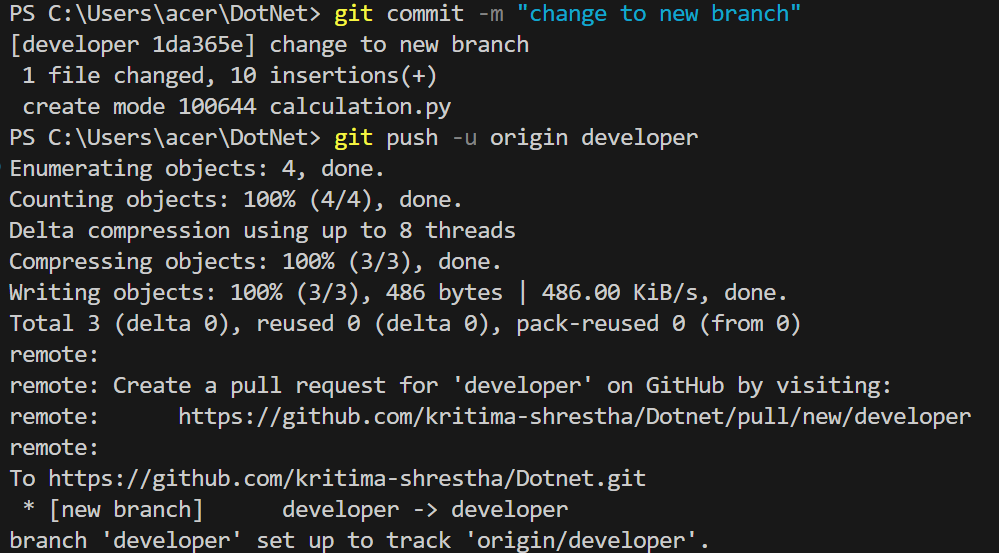 PS C:\Users\acer\DotNet> git commit -m "change to new branch"
[developer 1da365e] change to new branch
 1 file changed, 10 insertions(+)
 create mode 100644 calculation.py
PS C:\Users\acer\DotNet> git push -u origin developer
Enumerating objects: 4, done.
Counting objects: 100% (4/4), done.
Delta compression using up to 8 threads
Compressing objects: 100% (3/3), done.
Writing objects: 100% (3/3), 486 bytes | 486.00 KiB/s, done.
Total 3 (delta 0), reused 0 (delta 0), pack-reused 0 (from 0)
remote:
remote: Create a pull request for 'developer' on GitHub by visiting:
remote:      https://github.com/kritima-shrestha/Dotnet/pull/new/developer
remote:
To https://github.com/kritima-shrestha/Dotnet.git
 * [new branch]      developer -> developer
branch 'developer' set up to track 'origin/developer'.